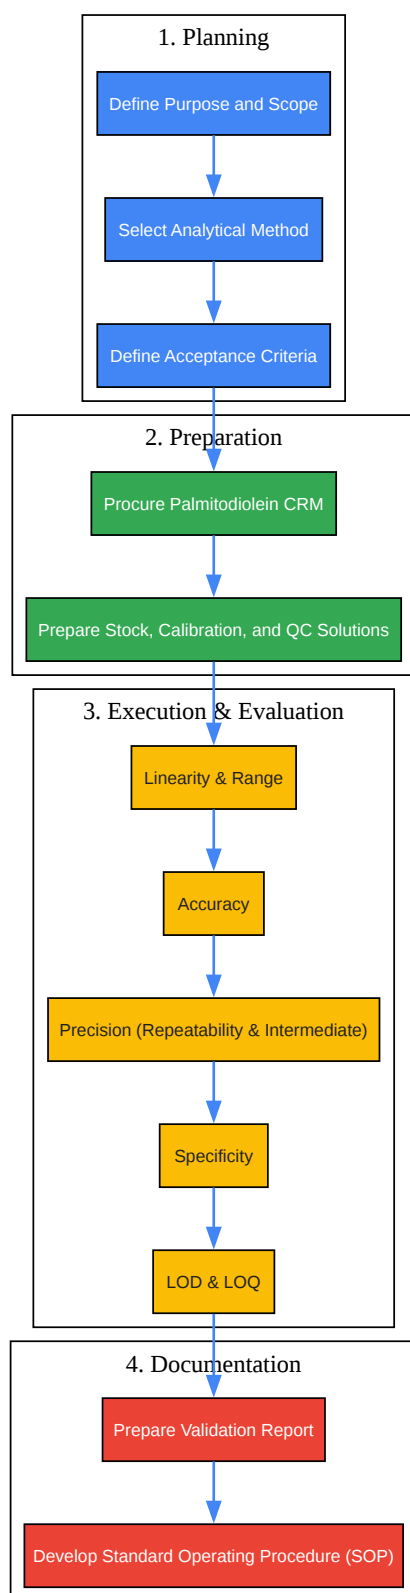 1. Planning
Define Purpose and Scope
Select Analytical Method
Define Acceptance Criteria
2. Preparation
Procure Palmitodiolein CRM
Prepare Stock, Calibration, and QC Solutions
3. Execution & Evaluation
Linearity & Range
Accuracy
Precision (Repeatability & Intermediate)
Specificity
LOD & LOQ
4. Documentation
Prepare Validation Report
Develop Standard Operating Procedure (SOP)